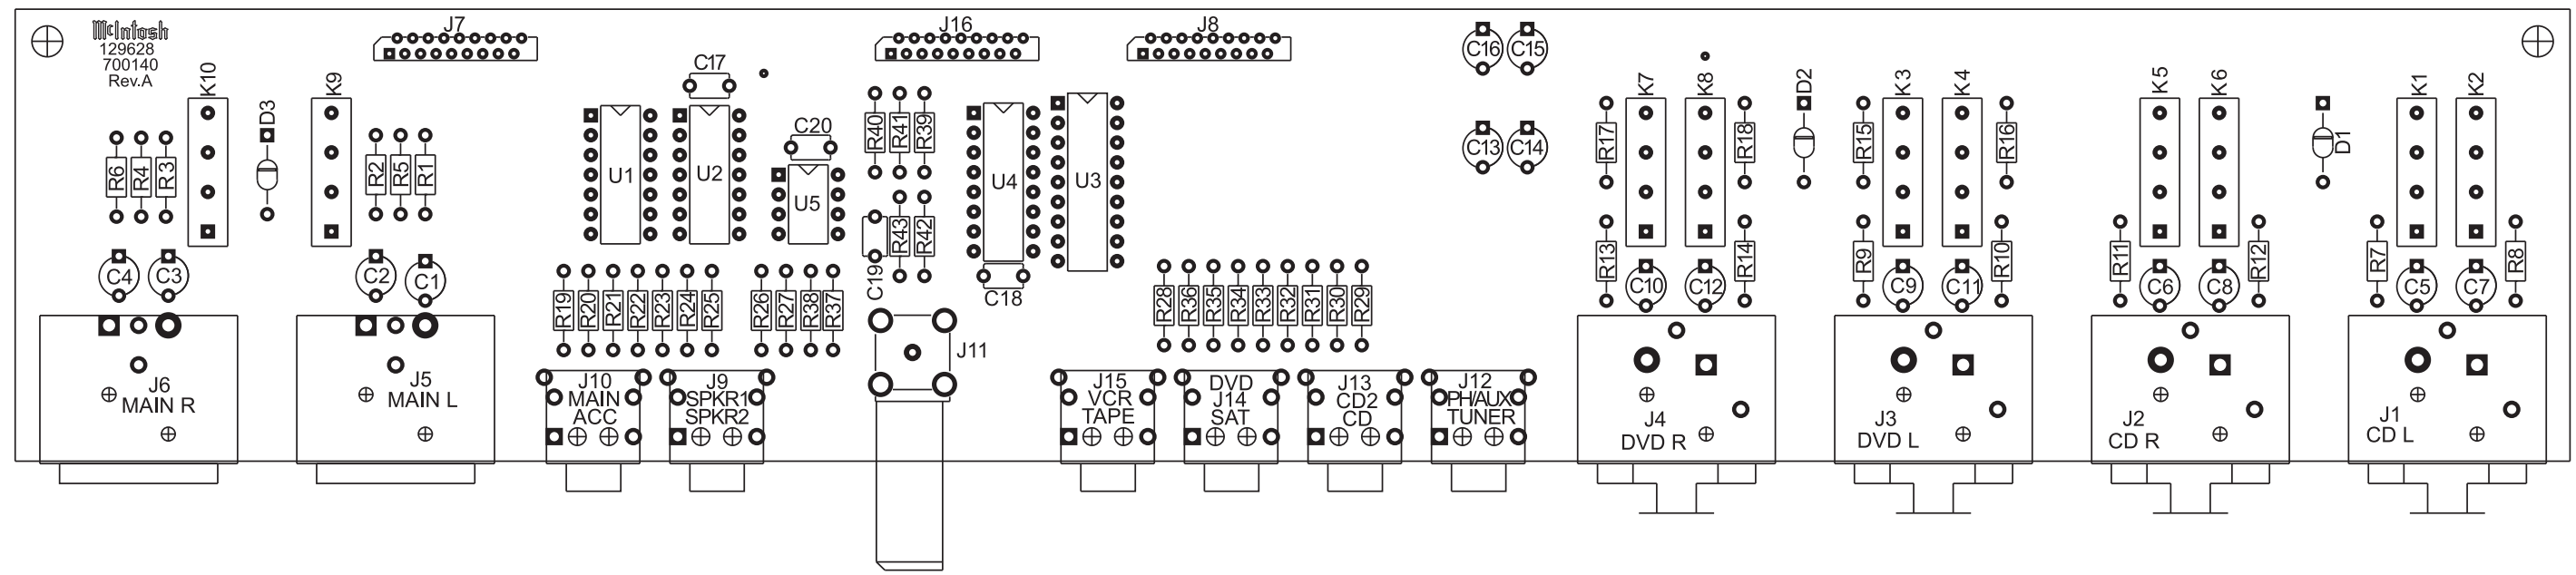 McIntosh
129628
700140
Rev.A
J7
J16
J8
C16 C15
C13 C14
K10
D3
K9
R6 R4 R3
R2 R5 R1
C4 C3
C2 C1
J6
MAIN R
J5
MAIN L
C17
U1
U2
C20
U5
R40 R41 R39
R43 R42
C19
U4
U3
C18
R19 R20 R21 R22 R23 R24 R25
R26 R27 R38 R37
J11
R28 R36 R35 R34 R33 R32 R31 R30 R29
J10
MAIN
ACC
J9
SPKR1
SPKR2
J15
VCR
TAPE
DVD
J14
SAT
J13
CD2
CD
J12
PH/AUX
TUNER
K7 K8
D2
K3 K4
K5 K6
D1
K1 K2
R17
R18
R15
R16
R13
R14
R9
R10
R11
R12
R7
R8
C10 C12
C9 C11
C6 C8
C5 C7
J4
DVD R
J3
DVD L
J2
CD R
J1
CD L